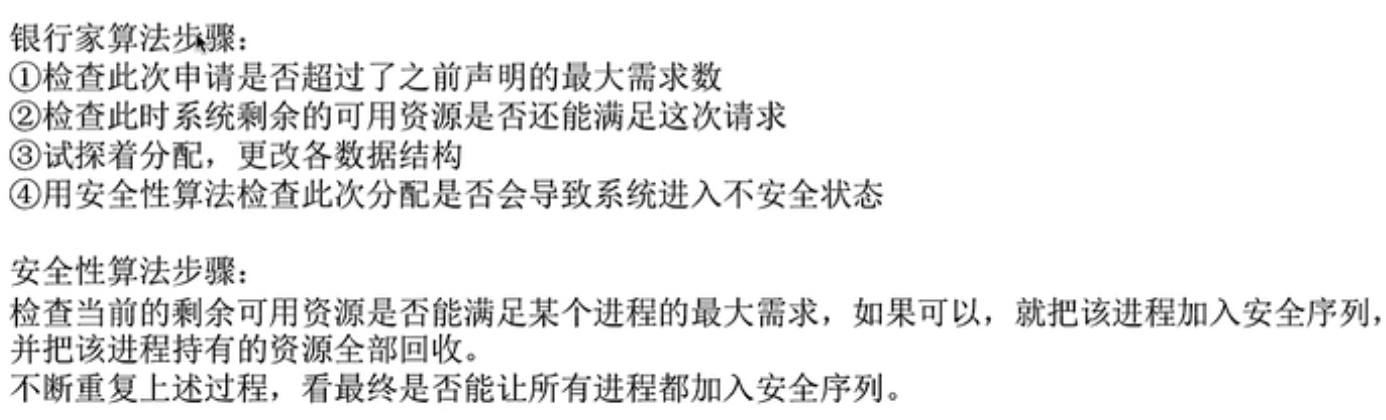 银行家算法步骤：
①检查此次申请是否超过了之前声明的最大需求数
②检查此时系统剩余的可用资源是否还能满足这次请求
③试探着分配，更改各数据结构
④用安全性算法检查此次分配是否会导致系统进入不安全状态
安全性算法步骤：
检查当前的剩余可用资源是否能满足某个进程的最大需求，如果可以，就把该进程加入安全序列，
并把该进程持有的资源全部回收。
不断重复上述过程，看最终是否能让所有进程都加入安全序列。